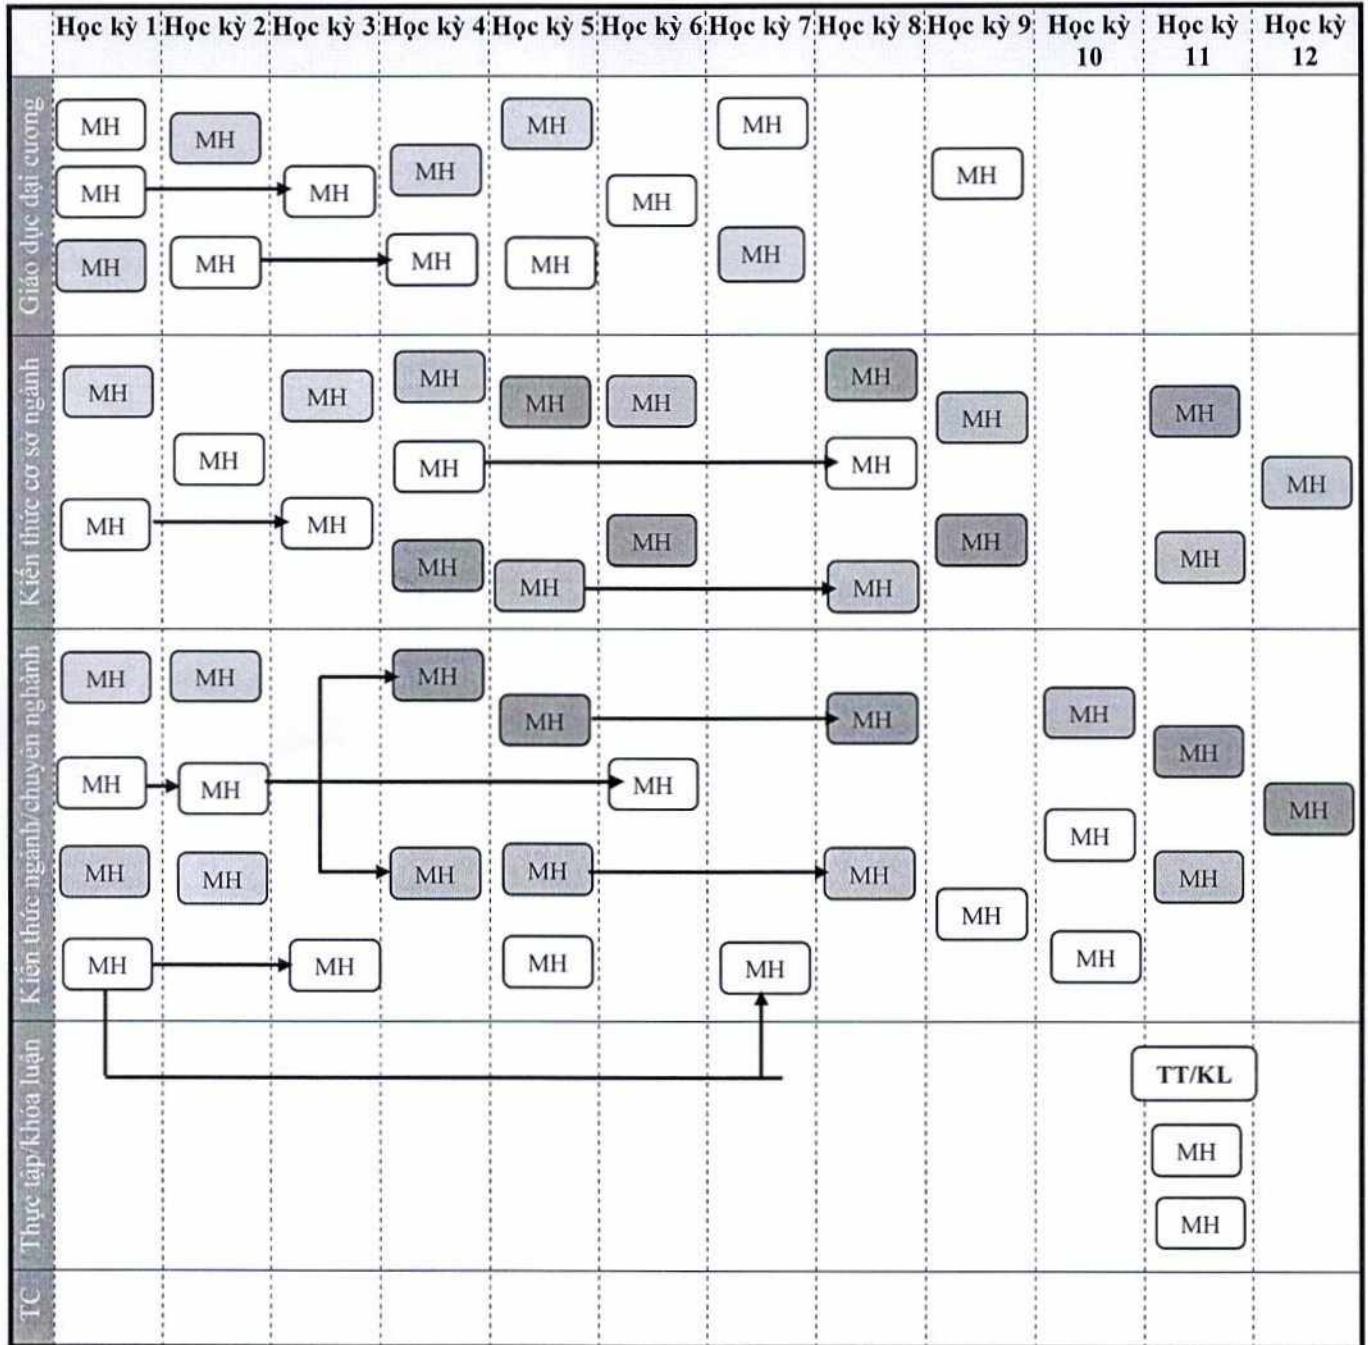 Học kỳ 1 Học kỳ 2 Học kỳ 3 Học kỳ 4 Học kỳ 5 Học kỳ 6 Học kỳ 7 Học kỳ 8 Học kỳ 9 Học kỳ 10 Học kỳ 11 Học kỳ 12
Giáo dục đại cương
MH MH MH MH
MH MH MH MH MH
MH MH MH MH MH
Kiến thức cơ sở ngành
MH MH MH MH MH MH MH MH
MH MH MH MH
MH MH MH MH
MH MH MH MH
Kiến thức ngành/chuyên nghành
MH MH MH MH MH MH MH
MH MH MH MH MH
MH MH MH MH MH MH
MH MH MH MH MH MH
Thực tập/khóa luận
TT/KL
MH
MH
TC